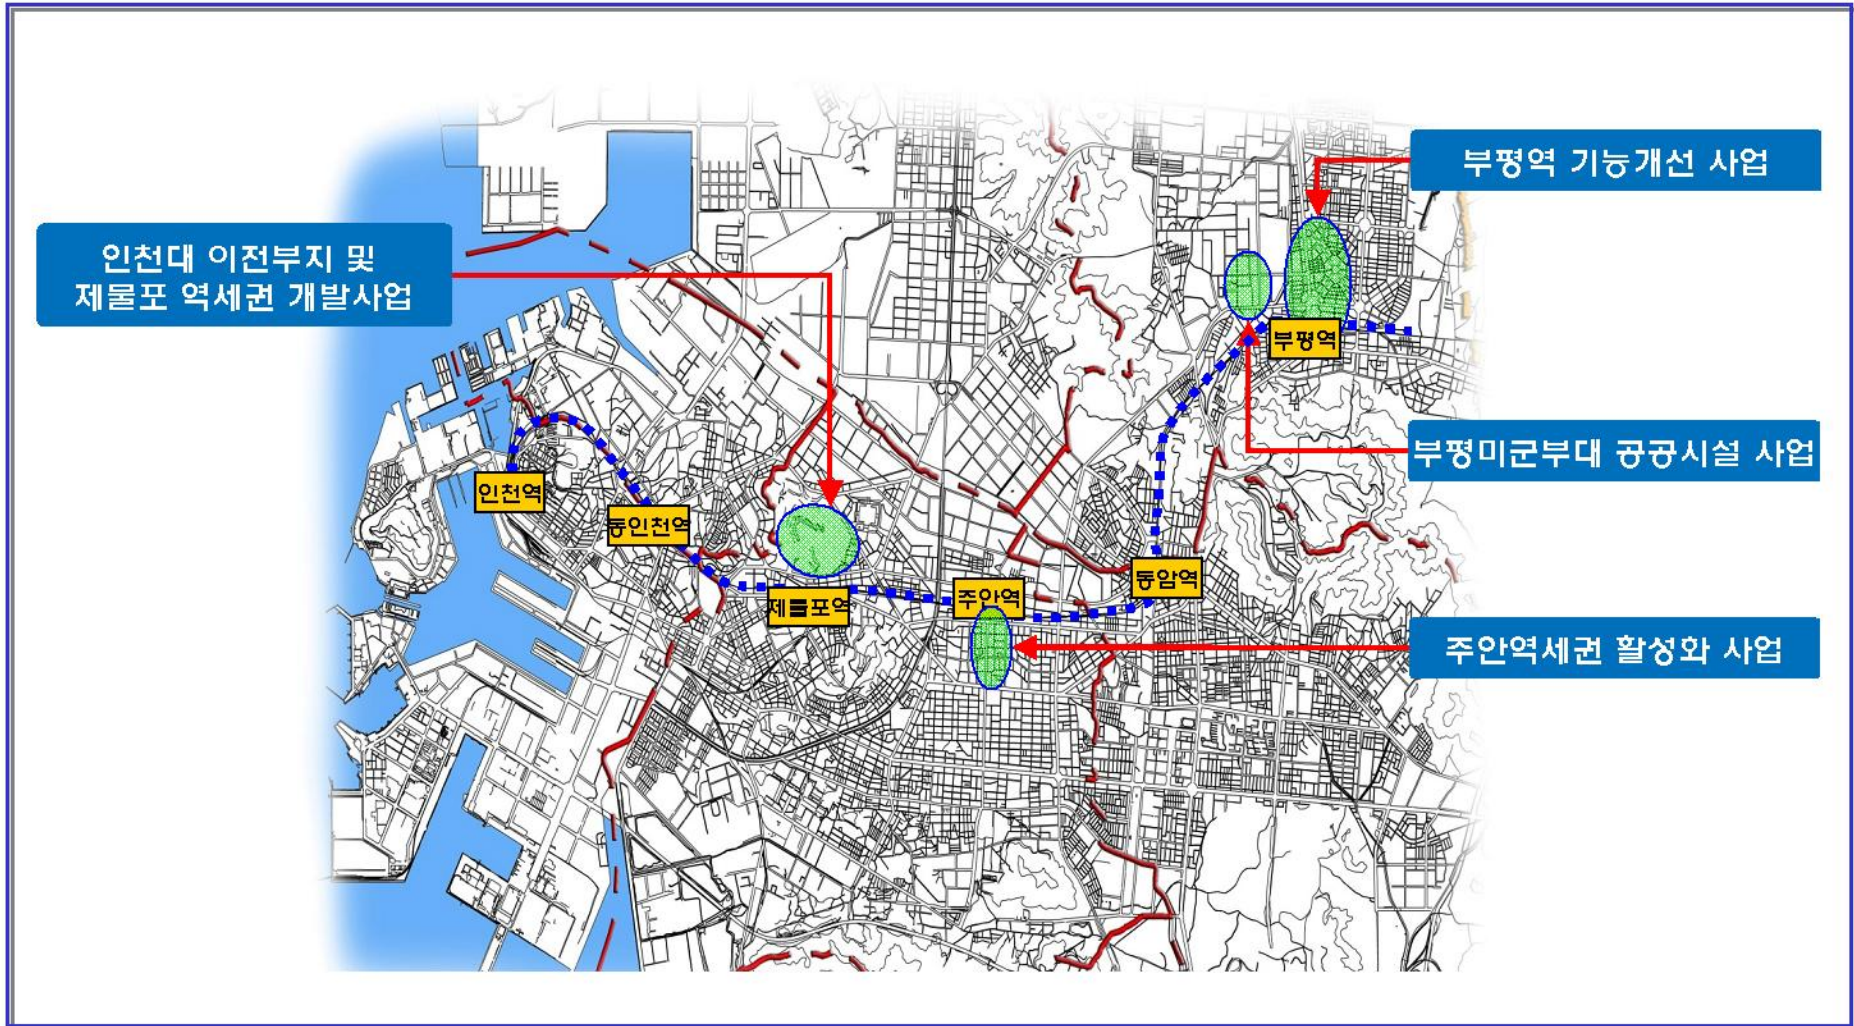 부평역 기능개선 사업
인천대 이전부지 및
제물포 역세권 개발사업
부평역
부평미군부대 공공시설 사업
인천역
동인천역
동암역
주안역
제물포역
주안역세권 활성화 사업